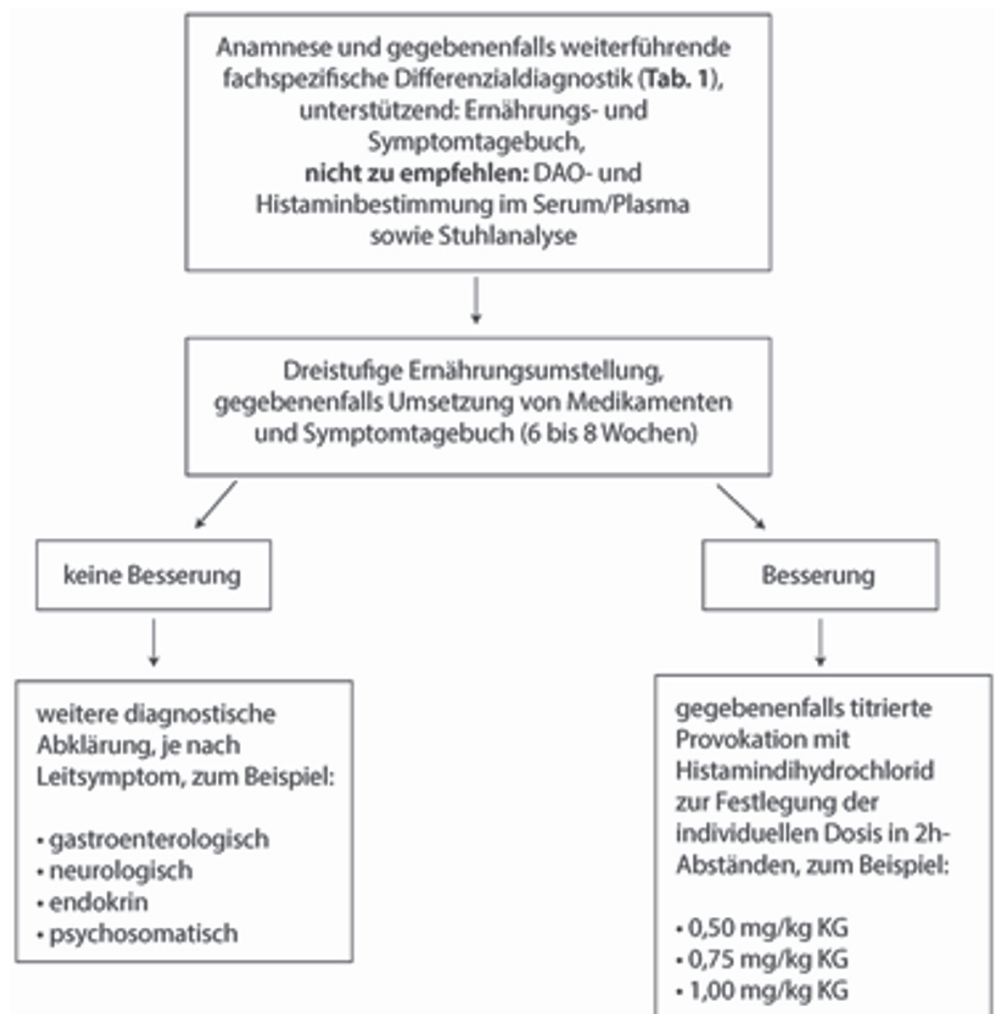 Anamnese und gegebenenfalls weiterführende
fachspezifische Differenzialdiagnostik (Tab. 1),
unterstützend: Ernährungs- und
Symptomtagebuch,
nicht zu empfehlen: DAO- und
Histaminbestimmung im Serum/Plasma
sowie Stuhlanalyse
Dreistufige Ernährungsumstellung,
gegebenenfalls Umsetzung von Medikamenten
und Symptomtagebuch (6 bis 8 Wochen)
keine Besserung
Besserung
weitere diagnostische
Abklärung, je nach
Leitsymptom, zum Beispiel:
• gastroenterologisch
• neurologisch
• endokrin
• psychosomatisch
gegebenenfalls titrierte
Provokation mit
Histamindihydrochlorid
zur Festlegung der
individuellen Dosis in 2h-
Abständen, zum Beispiel:
• 0,50 mg/kg KG
• 0,75 mg/kg KG
• 1,00 mg/kg KG